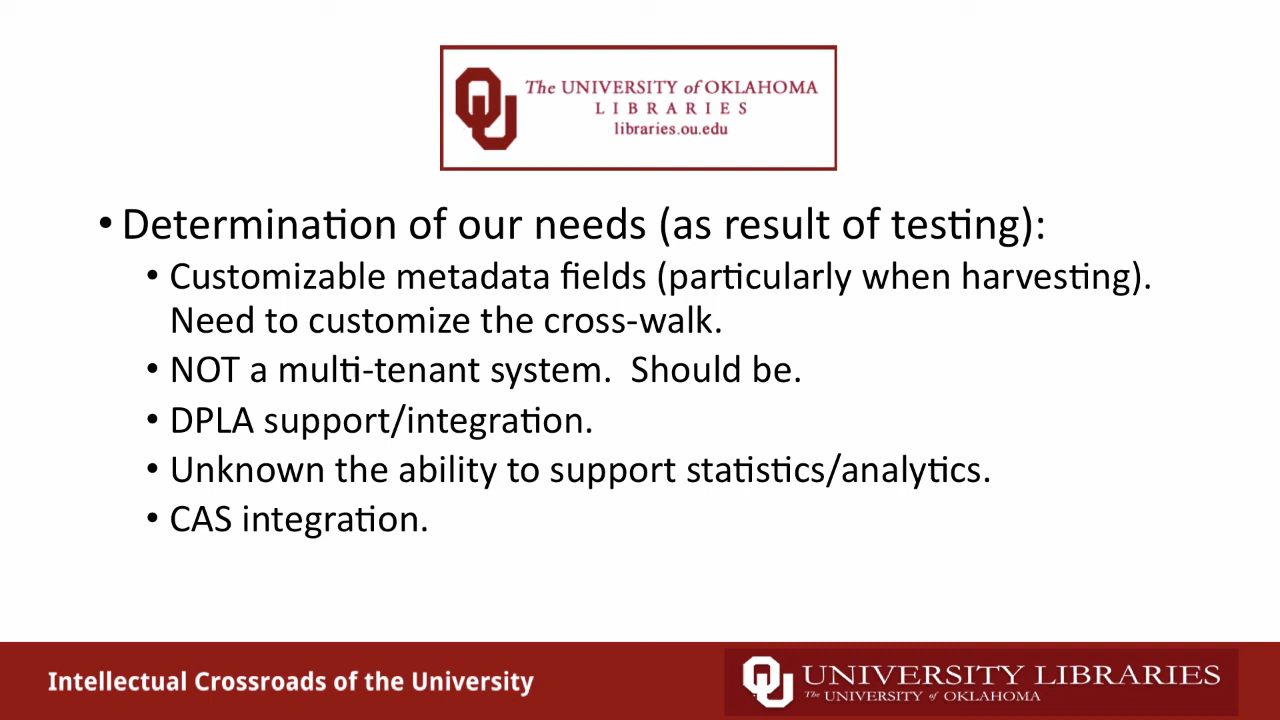 The UNIVERSITY of OKLAHOMA
LIBRARIES
libraries.ou.edu
• Determination of our needs (as result of testing):
• Customizable metadata fields (particularly when harvesting).
Need to customize the cross-walk.
• NOT a multi-tenant system.  Should be.
• DPLA support/integration.
• Unknown the ability to support statistics/analytics.
• CAS integration.
Intellectual Crossroads of the University
UNIVERSITY LIBRARIES
The UNIVERSITY of OKLAHOMA